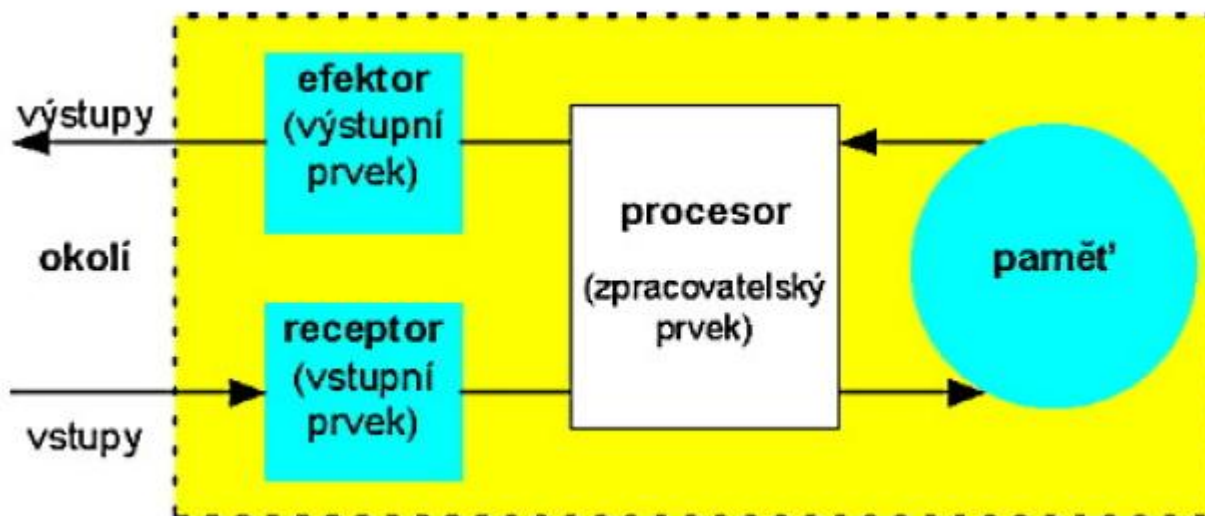 výstupy
efektor
(výstupní
prvek)
okolí
procesor
(zpracovatelský
prvek)
paměť
receptor
(vstupní
prvek)
vstupy